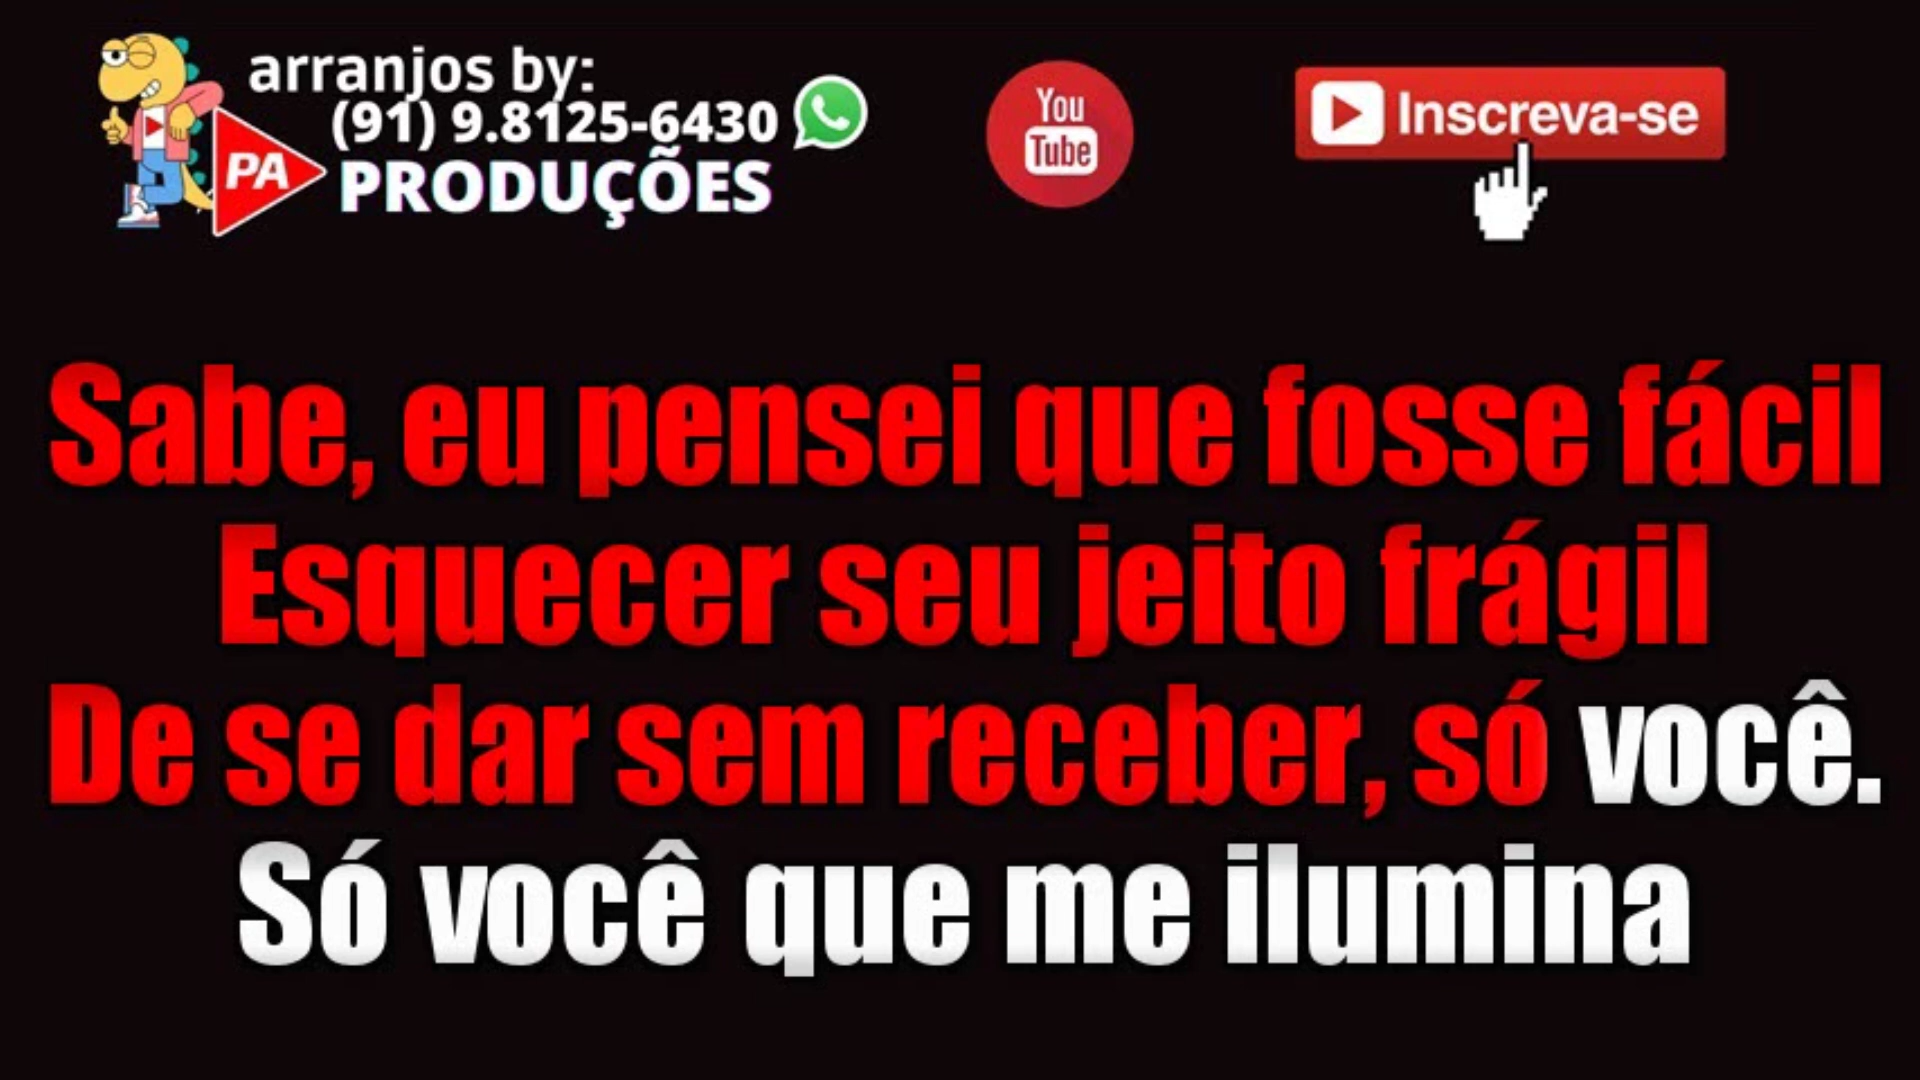 arranjos by:
(91) 9.8125-6430
PA
PRODUÇÕES
You
Tube
Inscreva-se
Sabe, eu pensei que fosse fácil
Esquecer seu jeito frágil
De se dar sem receber, só você.
Só você que me ilumina